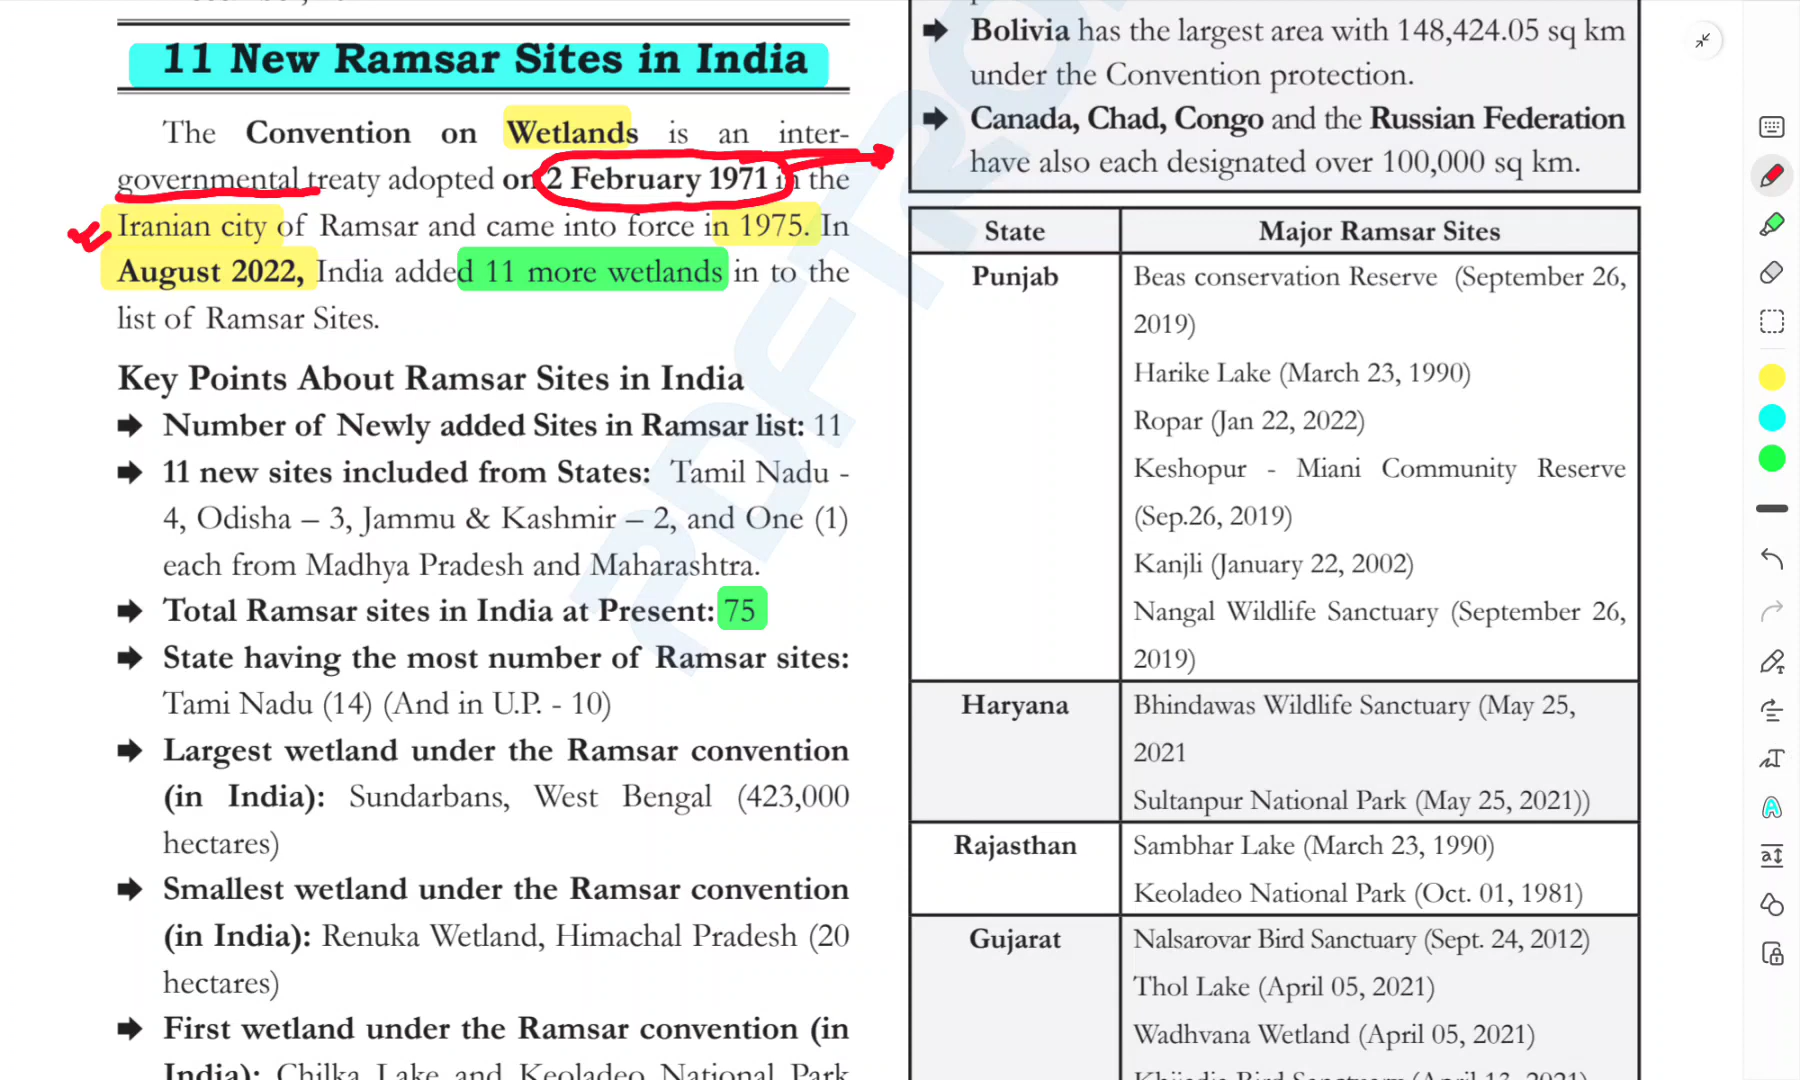 11 New Ramsar Sites in India
The Convention on Wetlands is an inter-
governmental treaty adopted on 2 February 1971 in the
Iranian city of Ramsar and came into force in 1975. In
August 2022, India added 11 more wetlands in to the
list of Ramsar Sites.
Key Points About Ramsar Sites in India
Number of Newly added Sites in Ramsar list: 11
11 new sites included from States: Tamil Nadu -
4, Odisha – 3, Jammu & Kashmir – 2, and One (1)
each from Madhya Pradesh and Maharashtra.
Total Ramsar sites in India at Present: 75
State having the most number of Ramsar sites:
Tami Nadu (14) (And in U.P. - 10)
Largest wetland under the Ramsar convention
(in India): Sundarbans, West Bengal (423,000
hectares)
Smallest wetland under the Ramsar convention
(in India): Renuka Wetland, Himachal Pradesh (20
hectares)
First wetland under the Ramsar convention (in
India): Chilka Lake and Keoladeo National Park
Bolivia has the largest area with 148,424.05 sq km
under the Convention protection.
Canada, Chad, Congo and the Russian Federation
have also each designated over 100,000 sq km.
State Major Ramsar Sites
Punjab Beas conservation Reserve (September 26,
2019)
Harike Lake (March 23, 1990)
Ropar (Jan 22, 2022)
Keshopur - Miani Community Reserve
(Sep.26, 2019)
Kanjli (January 22, 2002)
Nangal Wildlife Sanctuary (September 26,
2019)
Haryana Bhindawas Wildlife Sanctuary (May 25,
2021
Sultanpur National Park (May 25, 2021))
Rajasthan Sambhar Lake (March 23, 1990)
Keoladeo National Park (Oct. 01, 1981)
Gujarat Nalsarovar Bird Sanctuary (Sept. 24, 2012)
Thol Lake (April 05, 2021)
Wadhvana Wetland (April 05, 2021)